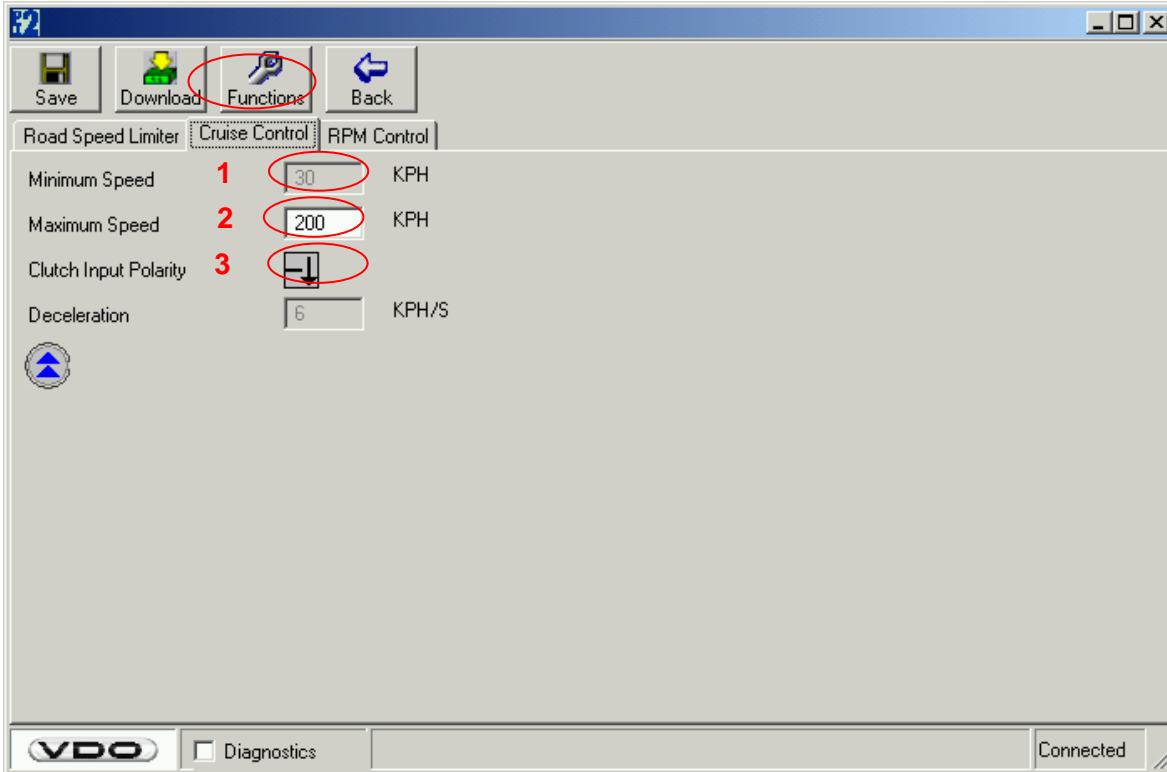 Save Download Functions Back
Road Speed Limiter Cruise Control RPM Control
Minimum Speed 1 30 KPH
Maximum Speed 2 200 KPH
Clutch Input Polarity 3
Deceleration 6 KPH/S
VDO Diagnostics Connected